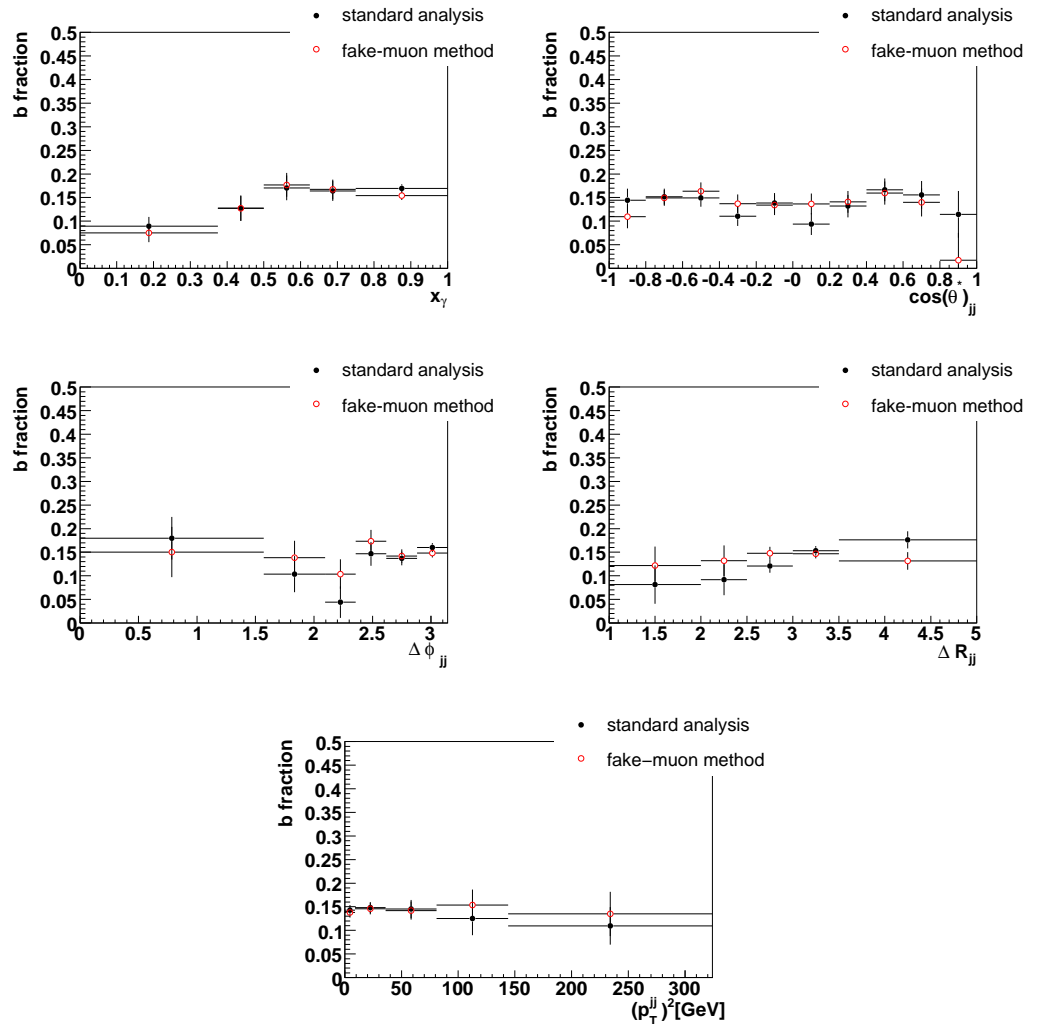 standard analysis
fake-muon method
b fraction
0.5
0.45
0.4
0.35
0.3
0.25
0.2
0.15
0.1
0.05
0
0 0.1 0.2 0.3 0.4 0.5 0.6 0.7 0.8 0.9 1
xγ
standard analysis
fake-muon method
b fraction
0.5
0.45
0.4
0.35
0.3
0.25
0.2
0.15
0.1
0.05
0
-1 -0.8 -0.6 -0.4 -0.2 -0 0.2 0.4 0.6 0.8 1
cos(θ*)jj
standard analysis
fake-muon method
b fraction
0.5
0.45
0.4
0.35
0.3
0.25
0.2
0.15
0.1
0.05
0
0 0.5 1 1.5 2 2.5 3
Δ ϕ jj
standard analysis
fake-muon method
b fraction
0.5
0.45
0.4
0.35
0.3
0.25
0.2
0.15
0.1
0.05
0
1 1.5 2 2.5 3 3.5 4 4.5 5
Δ Rjj
standard analysis
fake−muon method
b fraction
0.5
0.45
0.4
0.35
0.3
0.25
0.2
0.15
0.1
0.05
0
0 50 100 150 200 250 300
(pTjj)2[GeV]